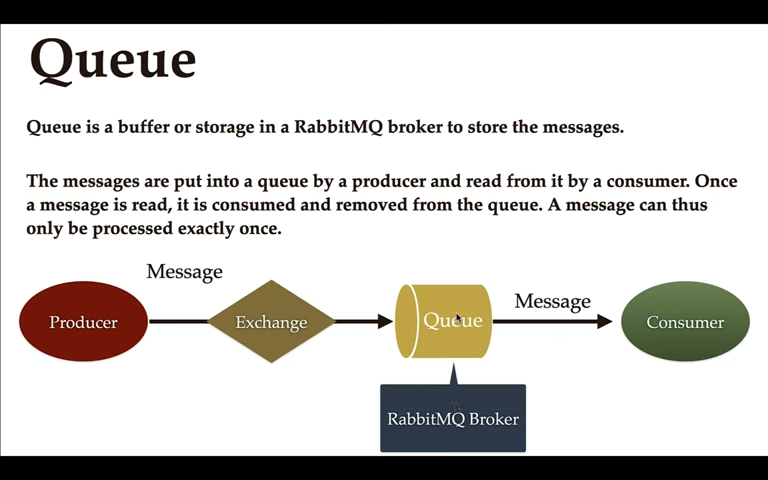 Queue
Queue is a buffer or storage in a RabbitMQ broker to store the messages.
The messages are put into a queue by a producer and read from it by a consumer. Once
a message is read, it is consumed and removed from the queue. A message can thus
only be processed exactly once.
Message
Producer
Exchange
Queue
Message
Consumer
RabbitMQ Broker